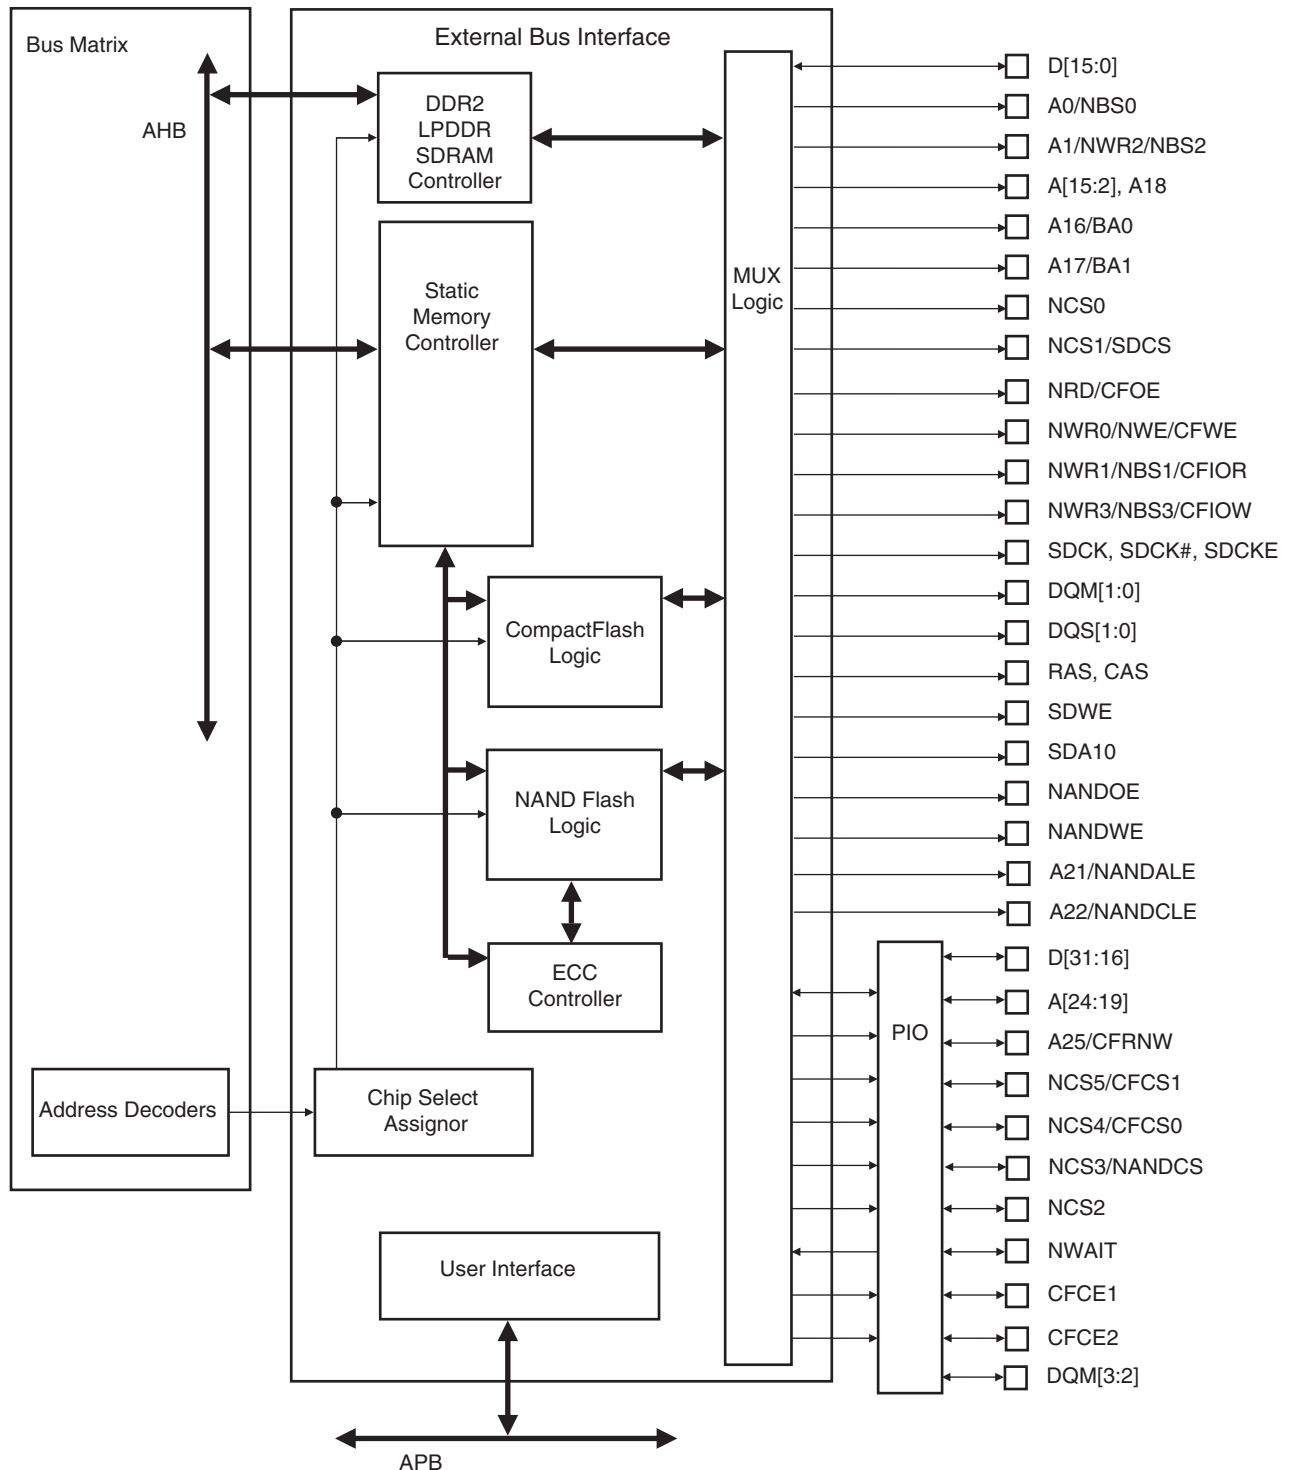 Bus Matrix
External Bus Interface
AHB
DDR2
LPDDR
SDRAM
Controller
Static
Memory
Controller
MUX
Logic
CompactFlash
Logic
NAND Flash
Logic
ECC
Controller
Address Decoders
Chip Select
Assignor
User Interface
APB
PIO
D[15:0]
A0/NBS0
A1/NWR2/NBS2
A[15:2], A18
A16/BA0
A17/BA1
NCS0
NCS1/SDCS
NRD/CFOE
NWR0/NWE/CFWE
NWR1/NBS1/CFIOR
NWR3/NBS3/CFIOW
SDCK, SDCK#, SDCKE
DQM[1:0]
DQS[1:0]
RAS, CAS
SDWE
SDA10
NANDOE
NANDWE
A21/NANDALE
A22/NANDCLE
D[31:16]
A[24:19]
A25/CFRNW
NCS5/CFCS1
NCS4/CFCS0
NCS3/NANDCS
NCS2
NWAIT
CFCE1
CFCE2
DQM[3:2]